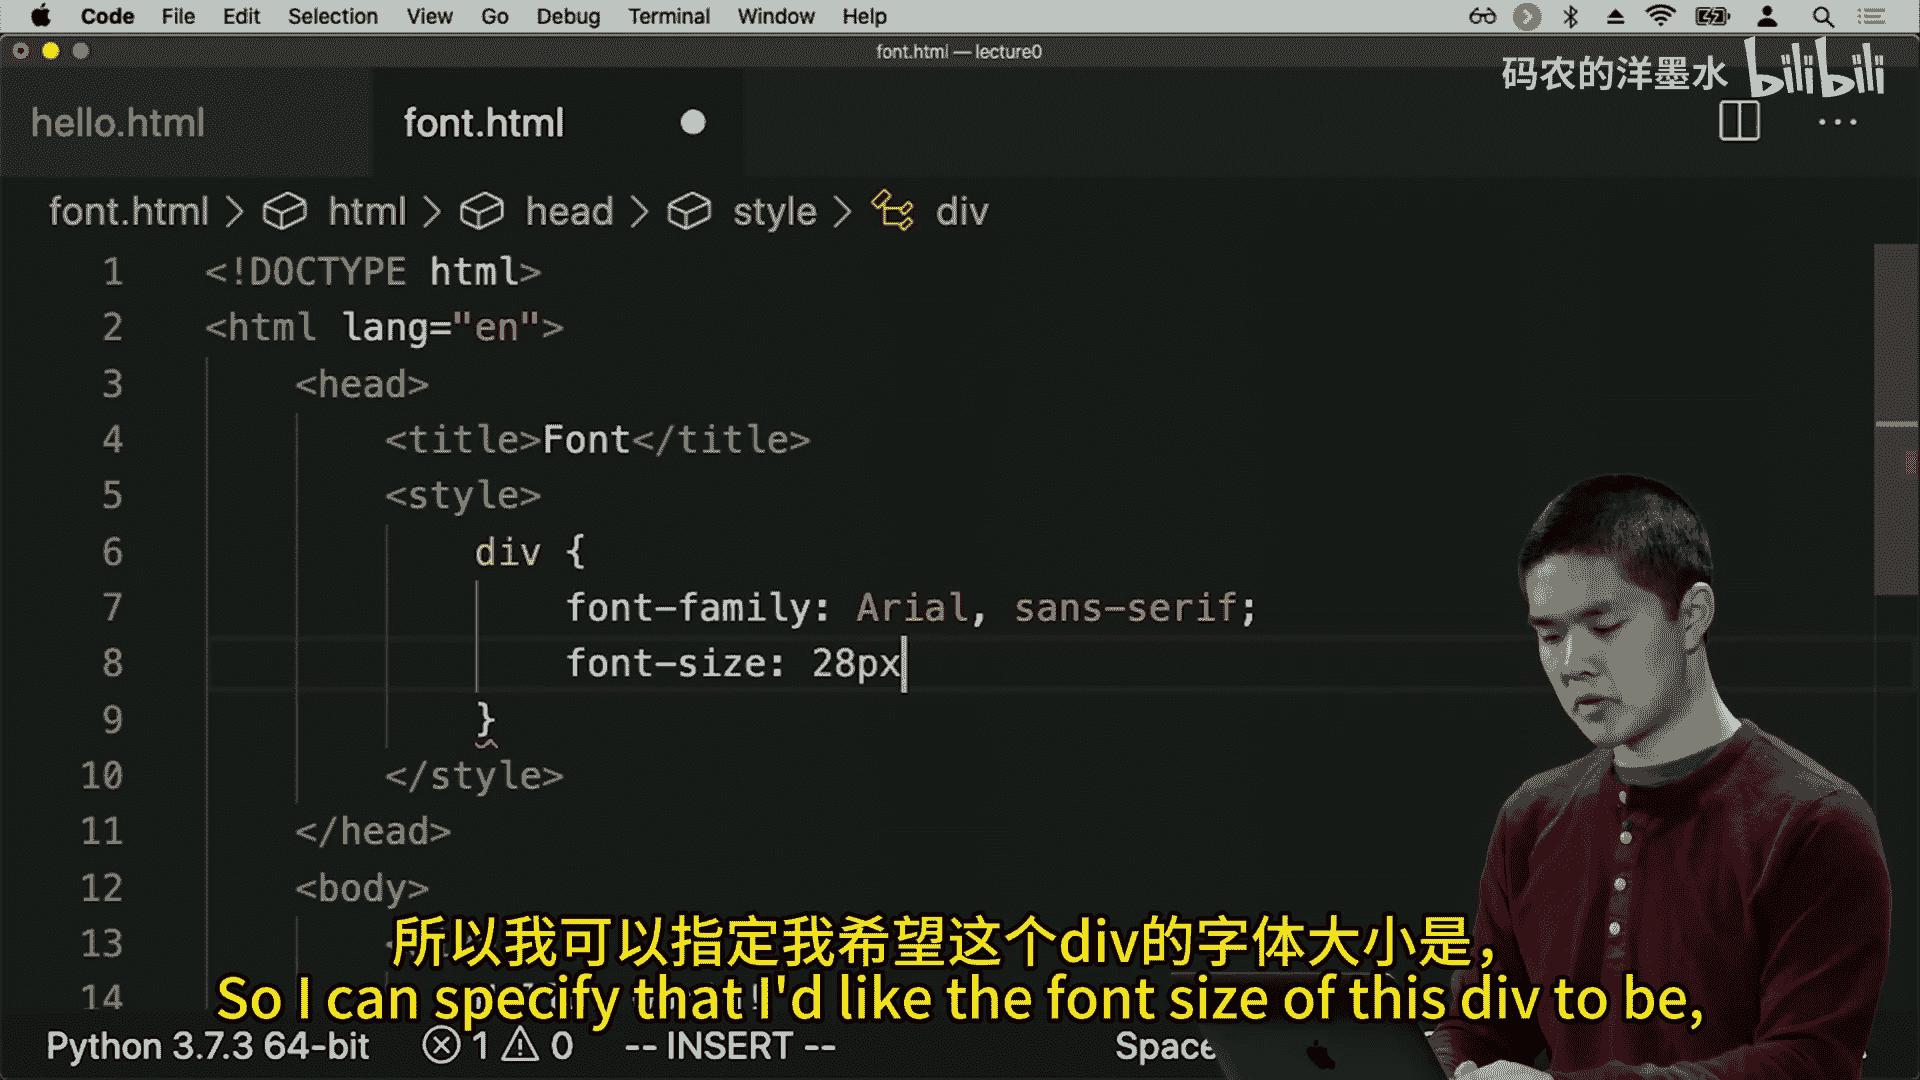 Code File Edit Selection View Go Debug Terminal Window Help
font.html — lecture0
码农的洋墨水 bilibili
hello.html font.html
font.html > html > head > style > div
1 <!DOCTYPE html>
2 <html lang="en">
3 <head>
4 <title>Font</title>
5 <style>
6 div {
7 font-family: Arial, sans-serif;
8 font-size: 28px
9 }
10 </style>
11 </head>
12 <body>
13
14
所以我可以指定我希望这个div的字体大小是，
So I can specify that I'd like the font size of this div to be,
Python 3.7.3 64-bit 1 0 -- INSERT --